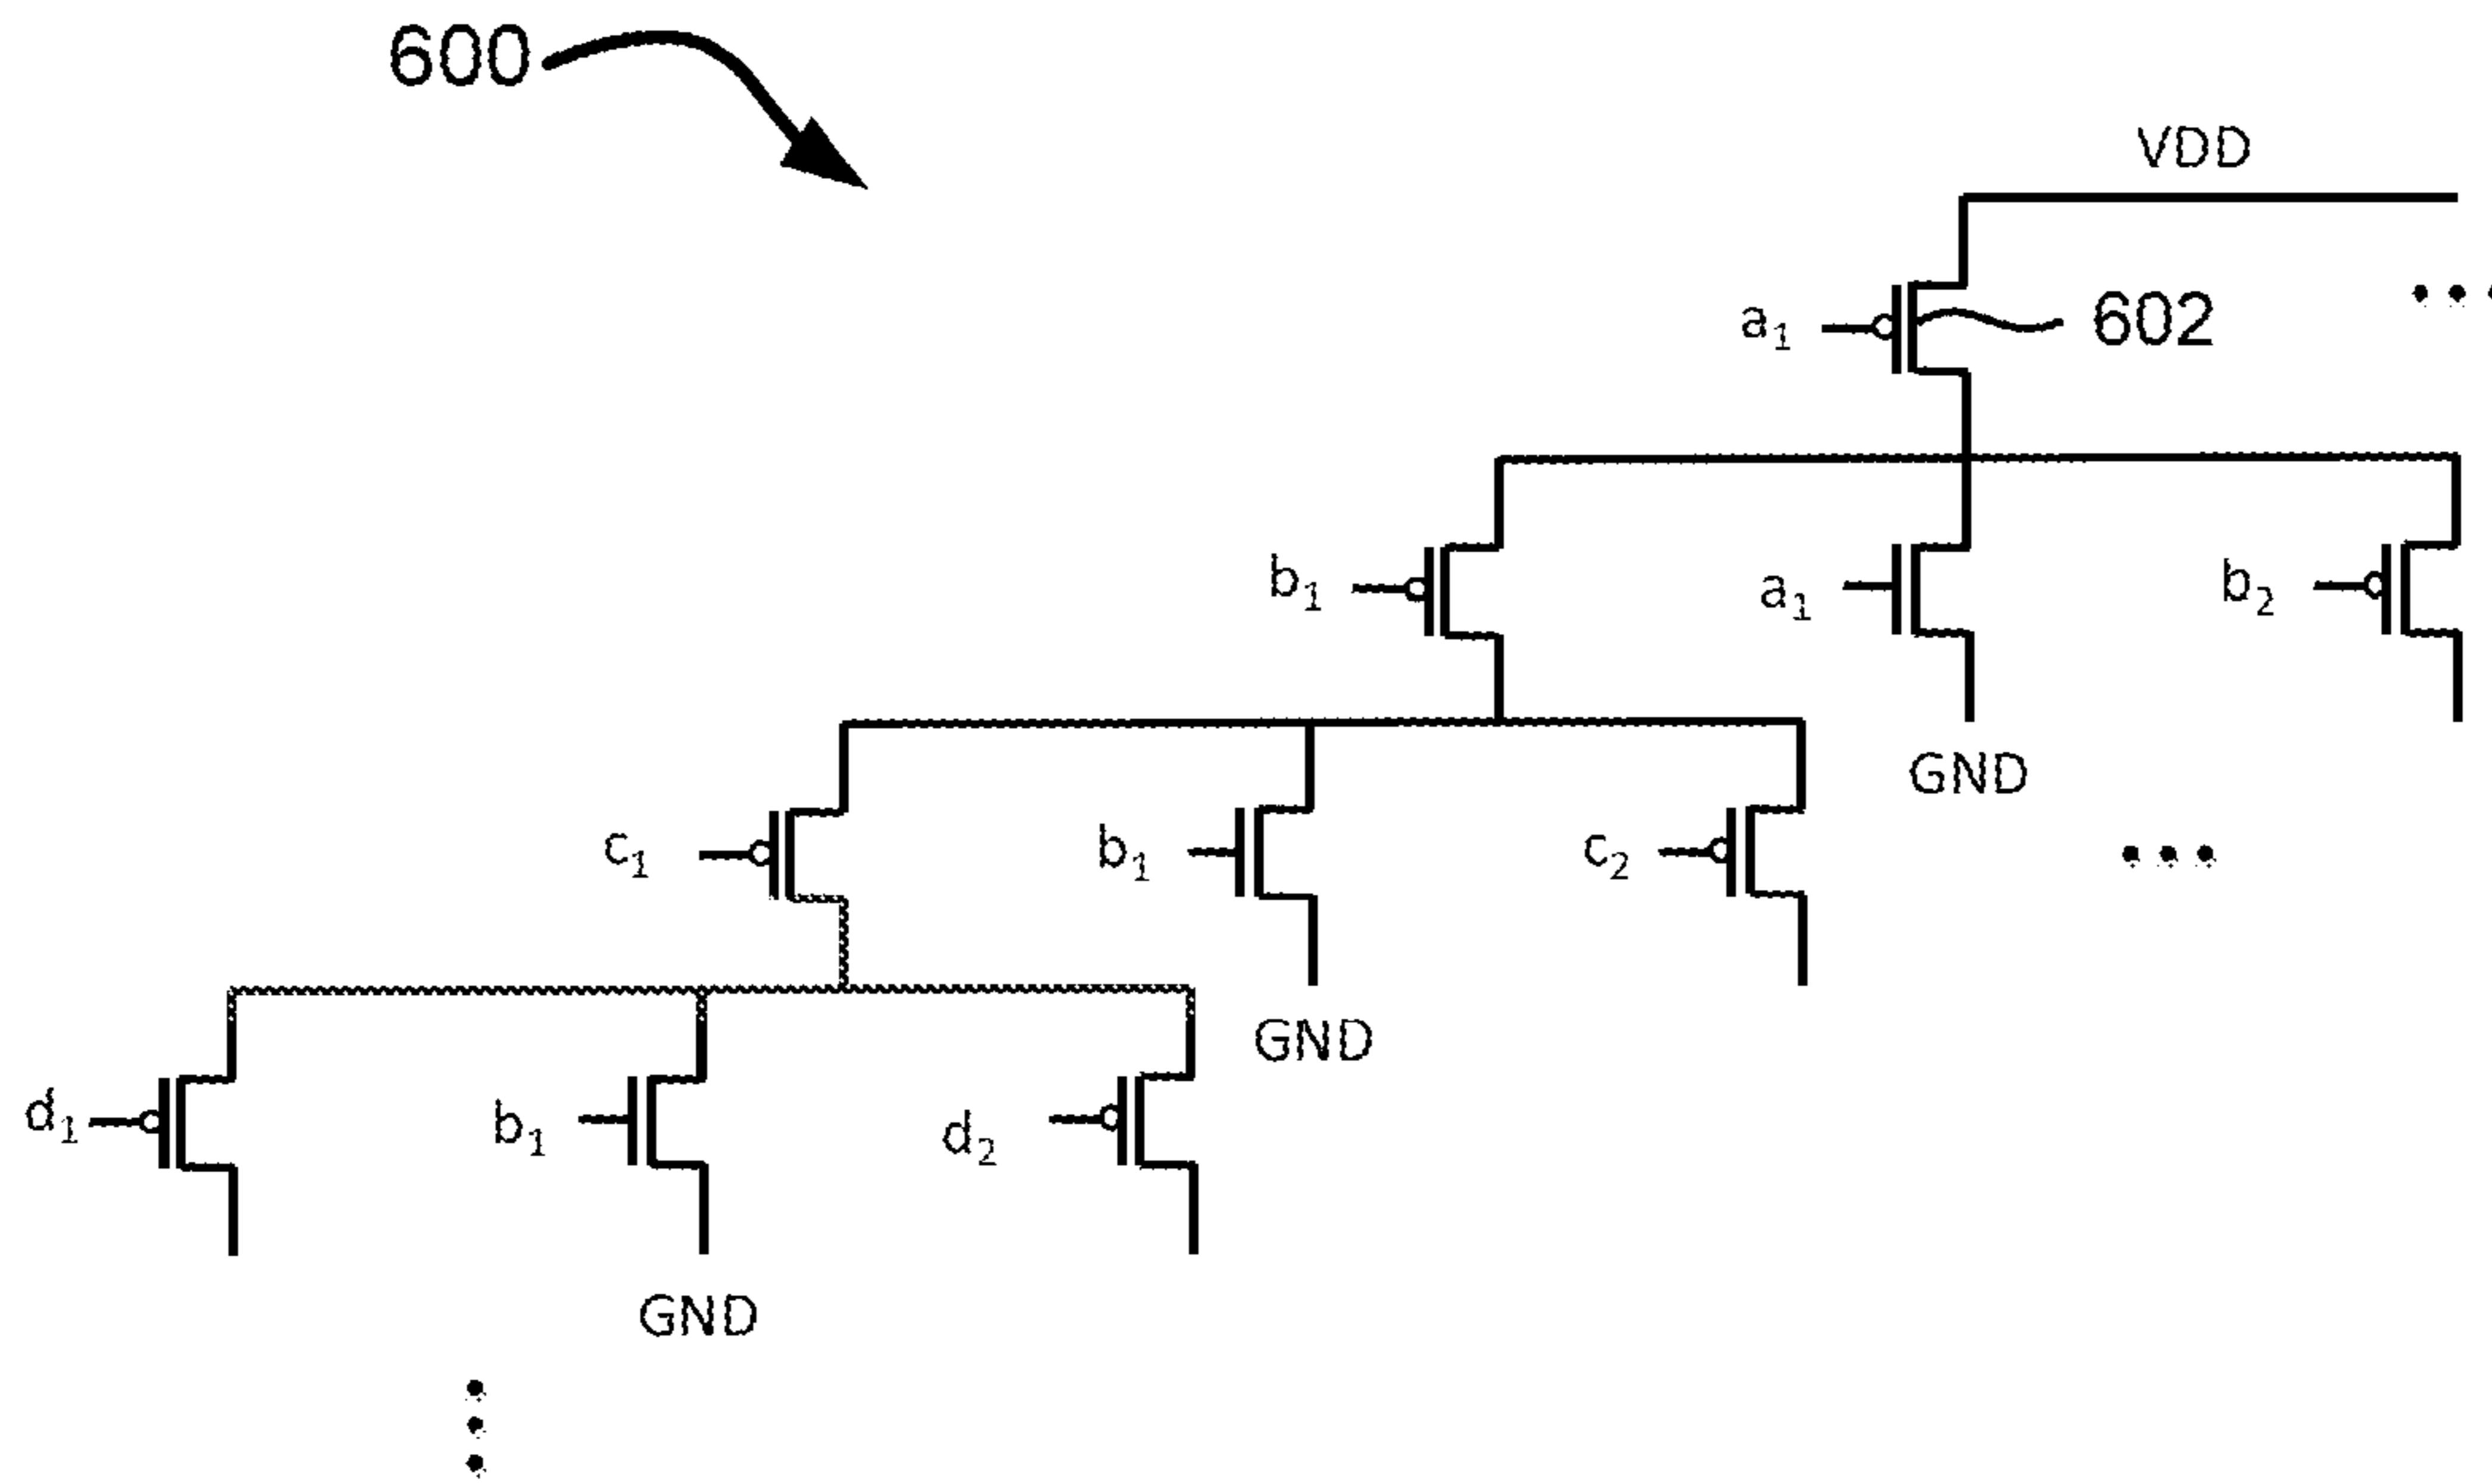 600
VDD
a₁ 602
b₁ a₁ b₂
GND
c₁ b₁ c₂
GND
d₁ b₁ d₂
GND